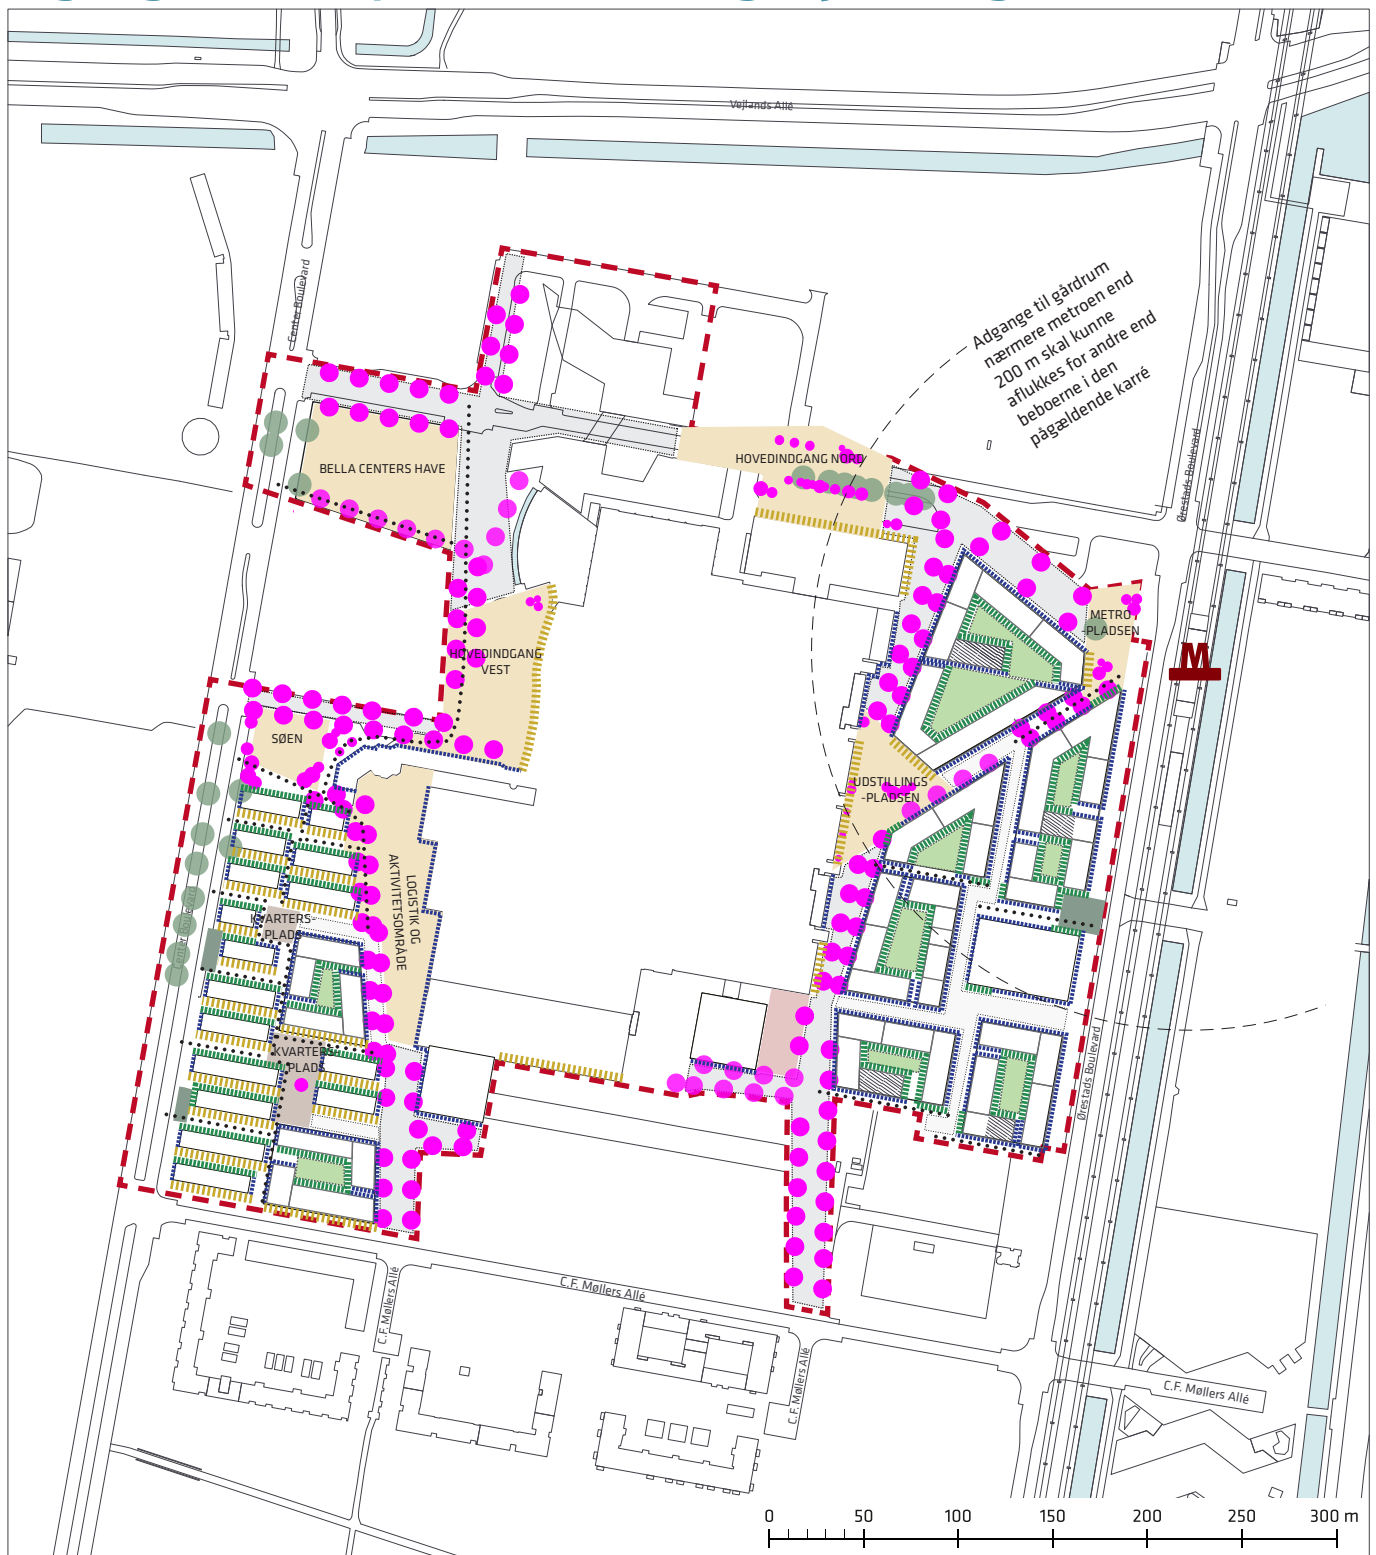 Vejlands Allé
Center Boulevard
Adgange til gårdrum
nærmere metroen end
200 m skal kunne
aflukkes for andre end
beboerne i den
pågældende karré
Ørestads Boulevard
HOVEDINDGANG NORD
BELLA CENTERS HAVE
METRO
-PLADSEN
M
HOVEDINDGANG
VEST
SØEN
UDSTILLINGS
-PLADSEN
LOGISTIK OG
AKTIVITETSOMRÅDE
KVARTERS-
PLADS
Center Boulevard
KVARTERS-
PLADS
Ørestads Boulevard
C.F. Møllers Allé
C.F. Møllers Allé
C.F. Møllers Allé
C.F. Møllers Allé
0 50 100 150 200 250 300 m